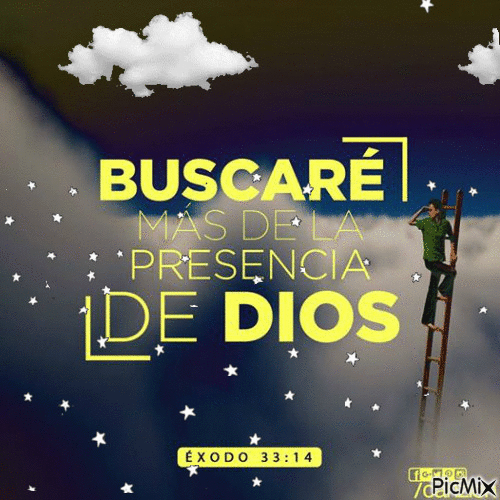 BUSCARÉ
MÁS DE LA
PRESENCIA
DE DIOS
ÉXODO 33:14
PicMix